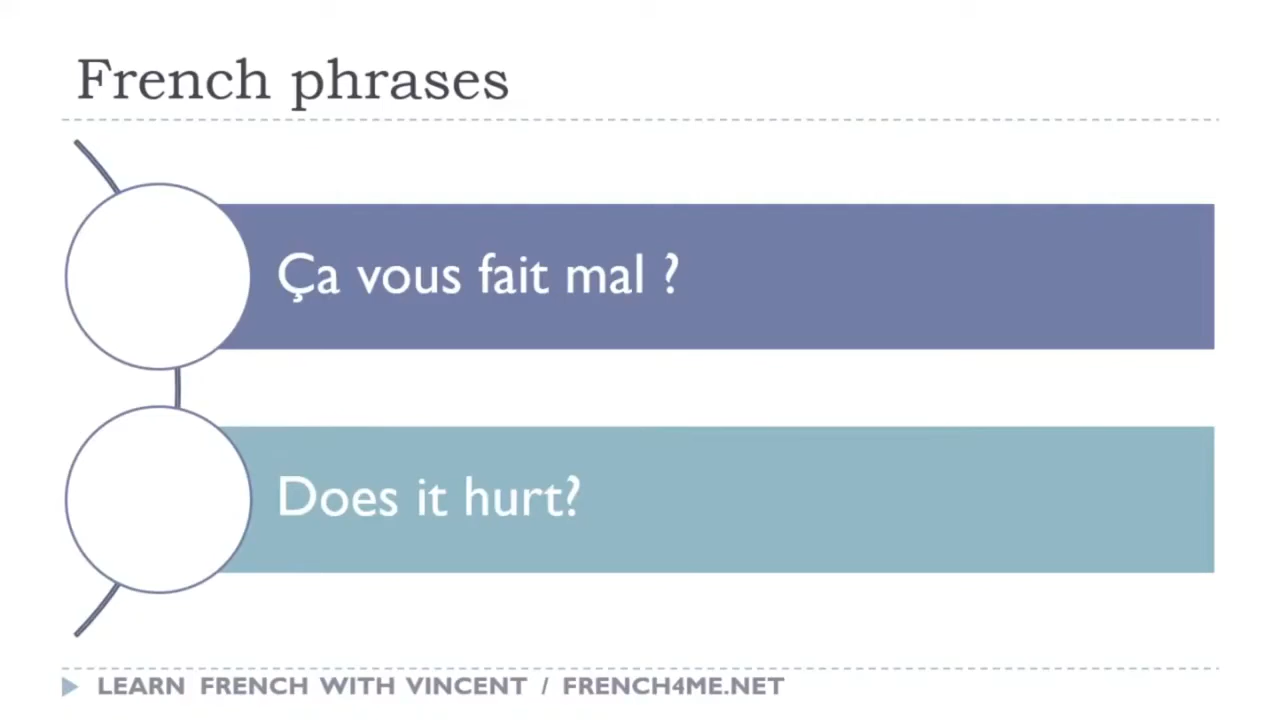 French phrases
Ça vous fait mal ?
Does it hurt?
LEARN FRENCH WITH VINCENT / FRENCH4ME.NET